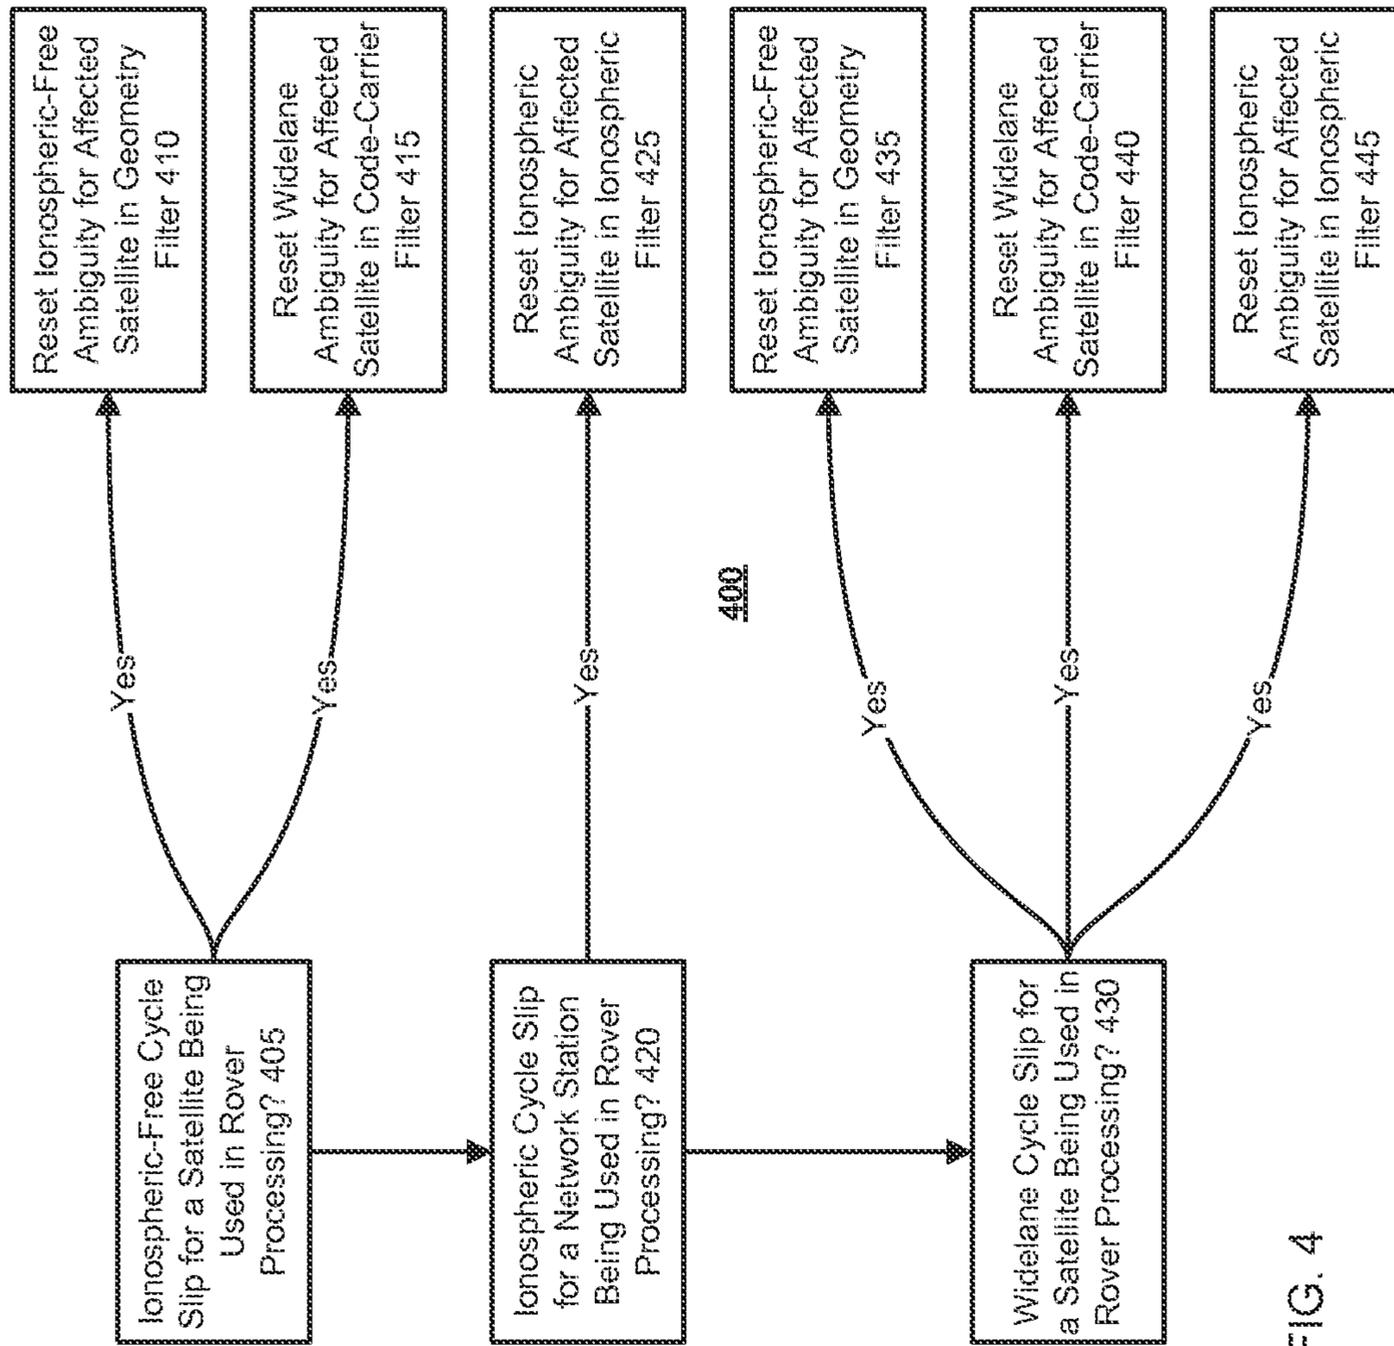 Ionospheric-Free Cycle
Slip for a Satellite Being
Used in Rover
Processing? 405
Yes
Reset Ionospheric-Free
Ambiguity for Affected
Satellite in Geometry
Filter 410
Yes
Reset Widelane
Ambiguity for Affected
Satellite in Code-Carrier
Filter 415
Ionospheric Cycle Slip
for a Network Station
Being Used in Rover
Processing? 420
Yes
Reset Ionospheric
Ambiguity for Affected
Satellite in Ionospheric
Filter 425
400
Widelane Cycle Slip for
a Satellite Being Used in
Rover Processing? 430
Yes
Reset Ionospheric-Free
Ambiguity for Affected
Satellite in Geometry
Filter 435
Yes
Reset Widelane
Ambiguity for Affected
Satellite in Code-Carrier
Filter 440
Yes
Reset Ionospheric
Ambiguity for Affected
Satellite in Ionospheric
Filter 445
FIG. 4